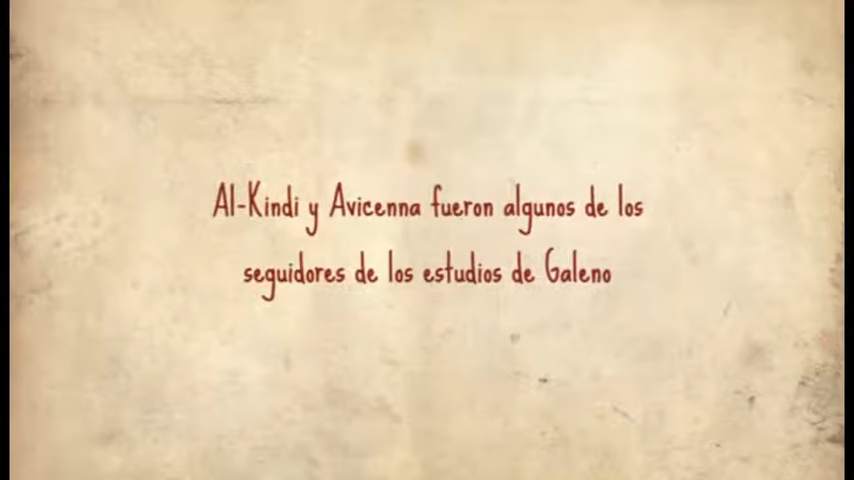 Al-Kindi y Avicenna fueron algunos de los
seguidores de los estudios de Galeno